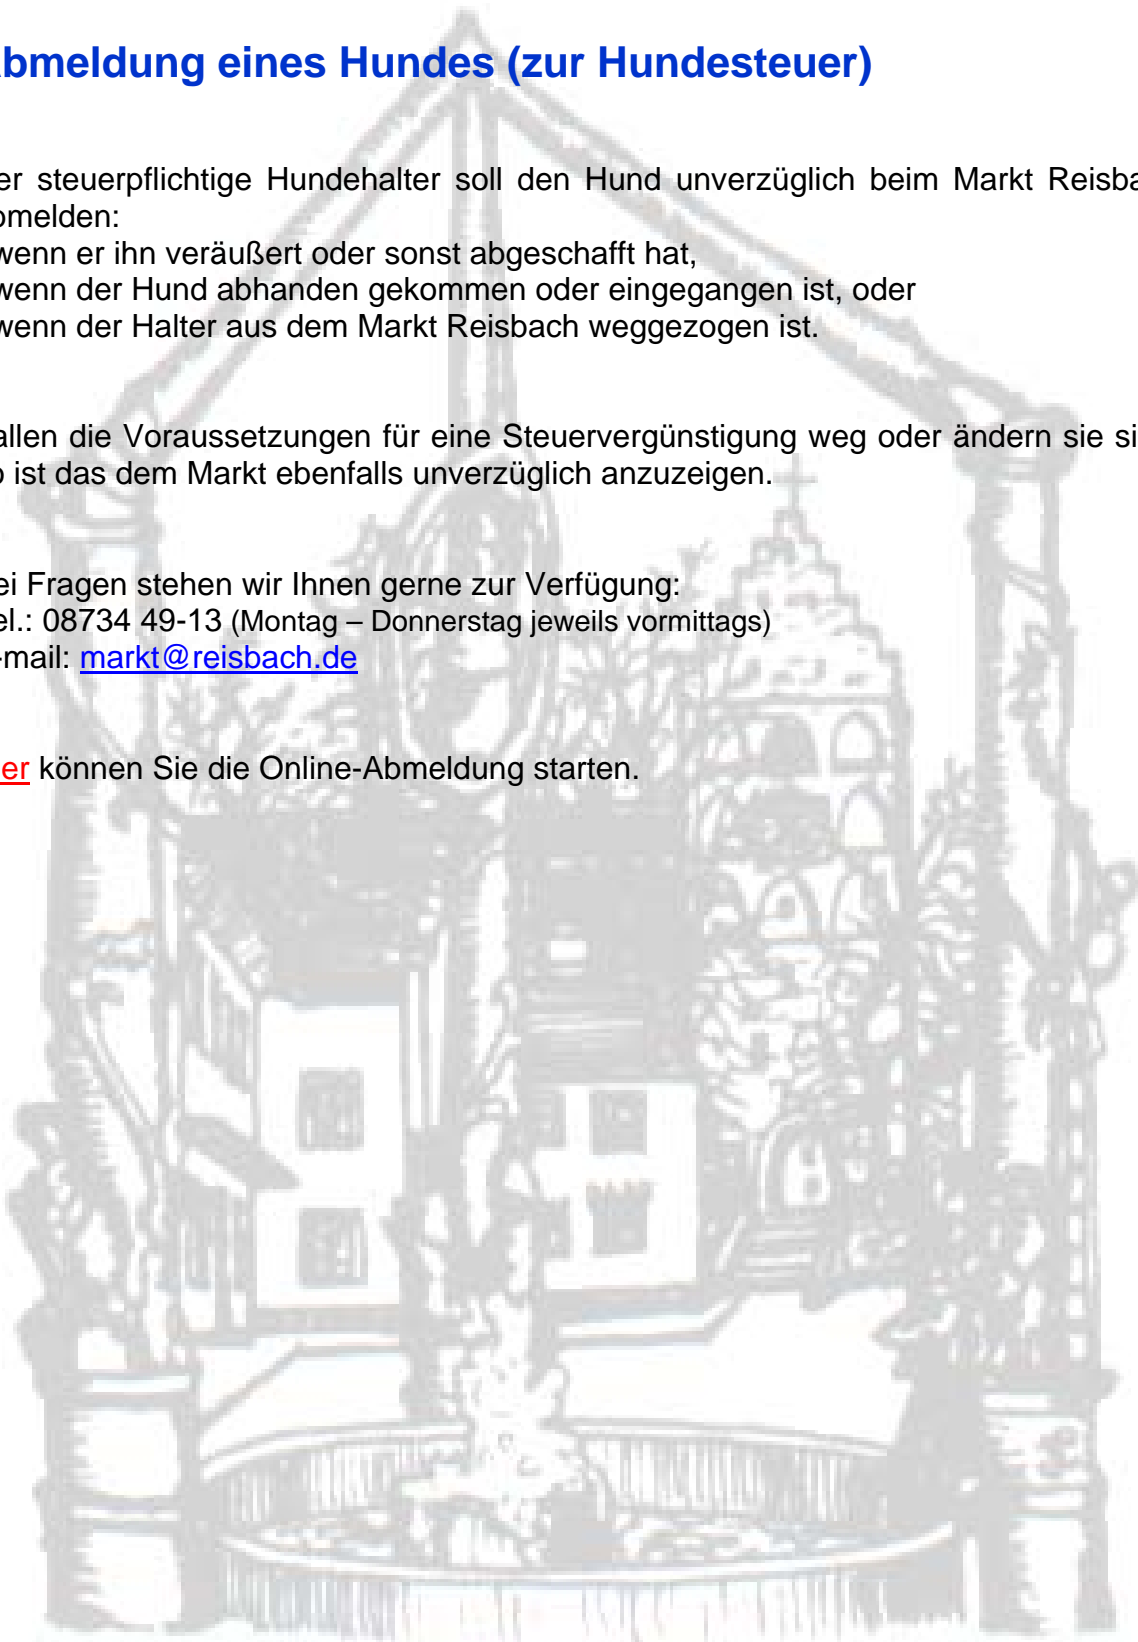 bmeldung eines Hundes (zur Hundesteuer)
er steuerpflichtige Hundehalter soll den Hund unverzüglich beim Markt Reisba
omelden:
wenn er ihn veräußert oder sonst abgeschafft hat,
wenn der Hund abhanden gekommen oder eingegangen ist, oder
wenn der Halter aus dem Markt Reisbach weggezogen ist.
allen die Voraussetzungen für eine Steuervergünstigung weg oder ändern sie si
o ist das dem Markt ebenfalls unverzüglich anzuzeigen.
ei Fragen stehen wir Ihnen gerne zur Verfügung:
el.: 08734 49-13 (Montag – Donnerstag jeweils vormittags)
-mail: markt@reisbach.de
er können Sie die Online-Abmeldung starten.